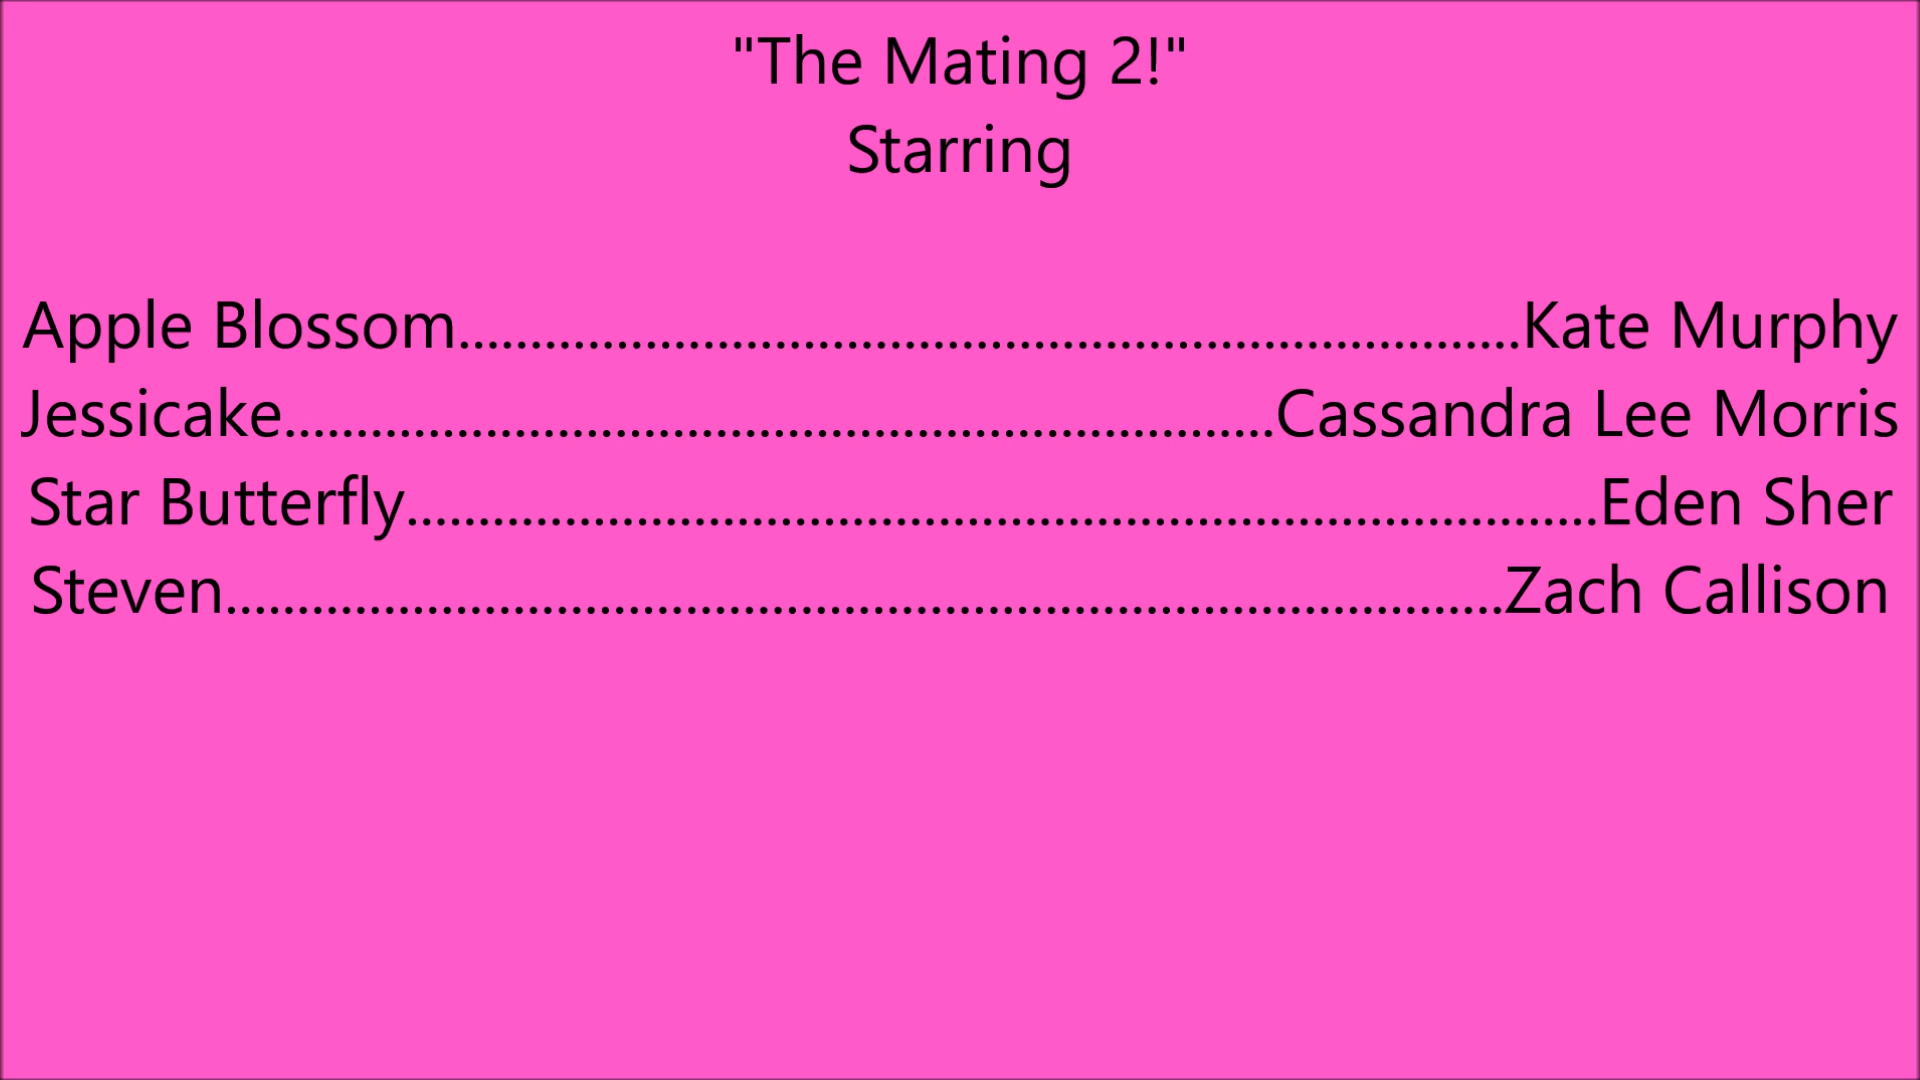 "The Mating 2!"
Starring
Apple Blossom..........................................................................Kate Murphy
Jessicake.....................................................................Cassandra Lee Morris
Star Butterfly...................................................................................Eden Sher
Steven.........................................................................................Zach Callison